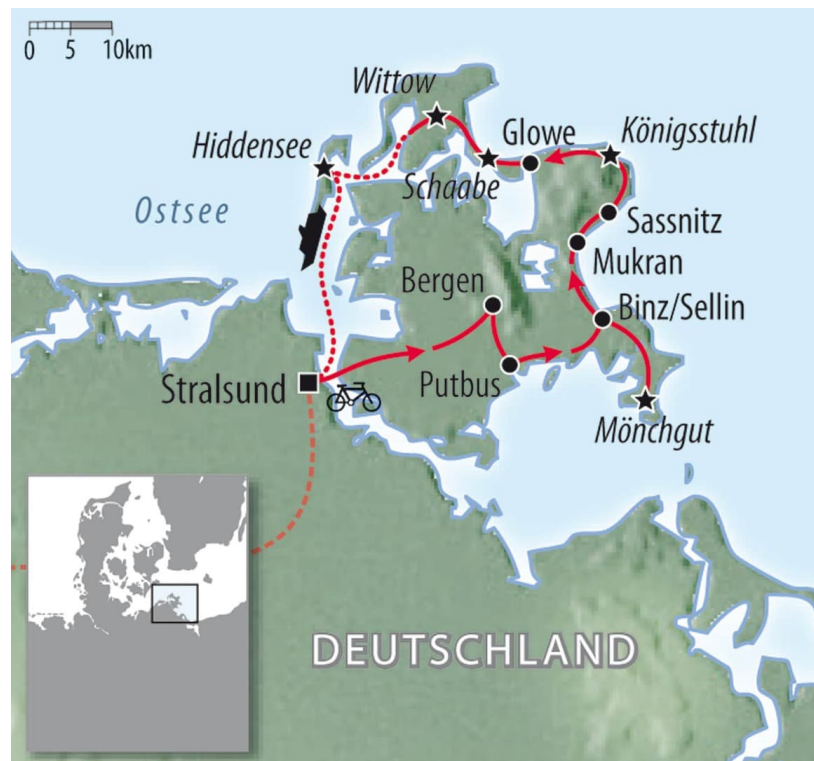 0 5 10km
Wittow
Glowe
Königsstuhl
Hiddensee
Schaabe
Ostsee
Sassnitz
Mukran
Bergen
Binz/Sellin
Stralsund
Putbus
Mönchgut
DEUTSCHLAND